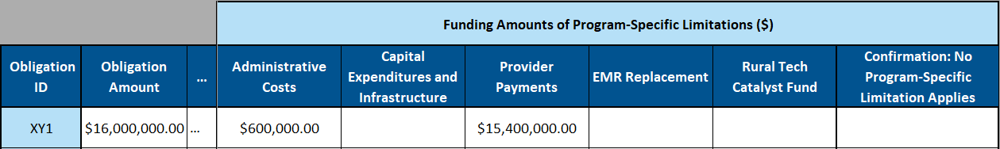 Funding Amounts of Program-Specific Limitations ($)
Obligation
ID
Obligation
Amount
...
Administrative
Costs
Capital
Expenditures and
Infrastructure
Provider
Payments
EMR Replacement
Rural Tech
Catalyst Fund
Confirmation: No
Program-Specific
Limitation Applies
XY1
$16,000,000.00
...
$600,000.00
$15,400,000.00